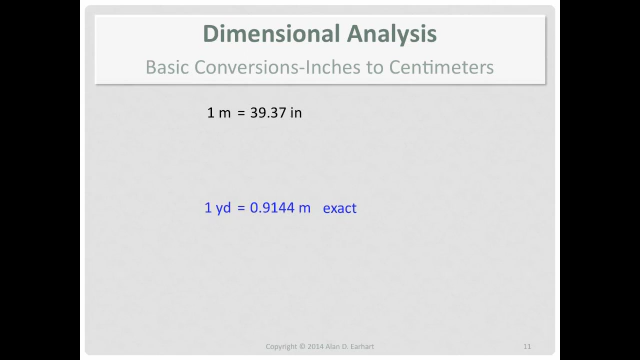 Dimensional Analysis
Basic Conversions-Inches to Centimeters
1 m = 39.37 in
1 yd = 0.9144 m exact
Copyright © 2014 Alan D. Earhart
11